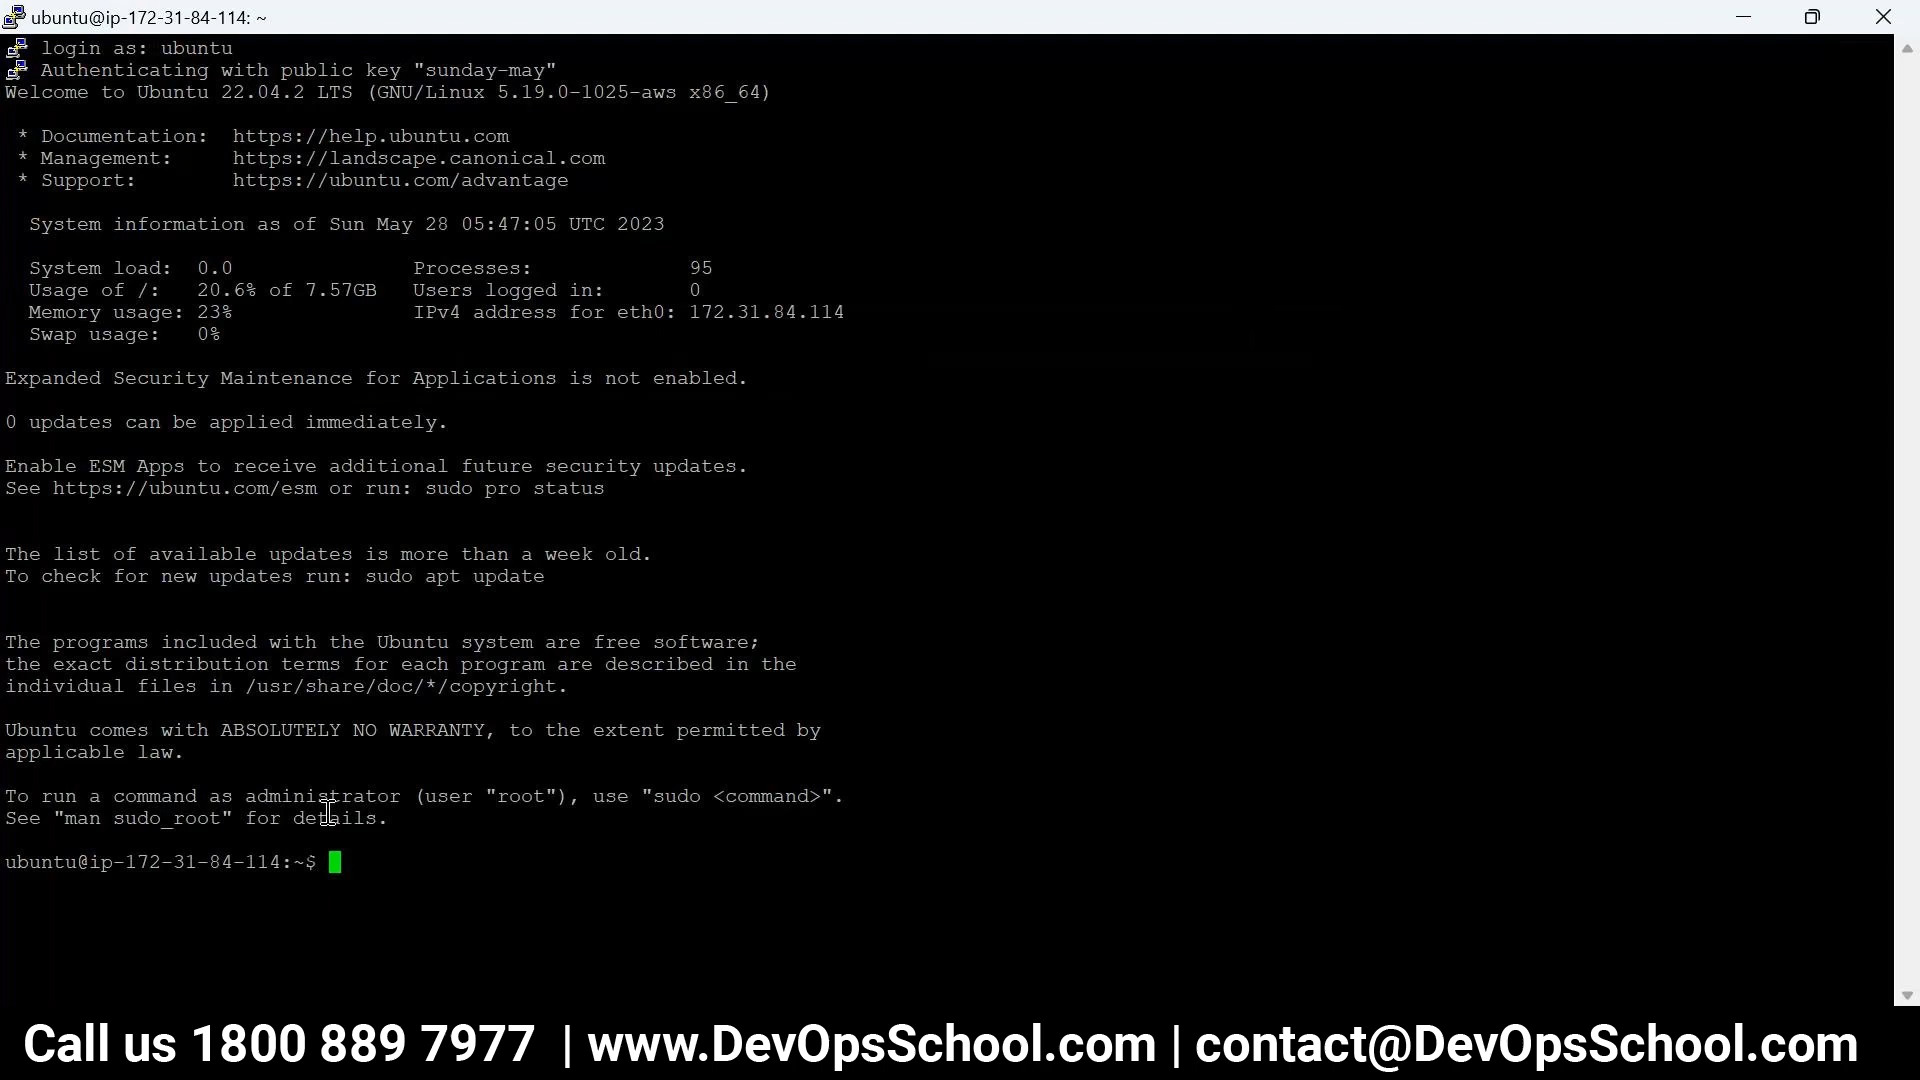 ubuntu@ip-172-31-84-114: ~
login as: ubuntu
Authenticating with public key "sunday-may"
Welcome to Ubuntu 22.04.2 LTS (GNU/Linux 5.19.0-1025-aws x86_64)
* Documentation:  https://help.ubuntu.com
* Management:     https://landscape.canonical.com
* Support:        https://ubuntu.com/advantage
System information as of Sun May 28 05:47:05 UTC 2023
System load:  0.0               Processes:             95
Usage of /:   20.6% of 7.57GB   Users logged in:       0
Memory usage: 23%               IPv4 address for eth0: 172.31.84.114
Swap usage:   0%
Expanded Security Maintenance for Applications is not enabled.
0 updates can be applied immediately.
Enable ESM Apps to receive additional future security updates.
See https://ubuntu.com/esm or run: sudo pro status
The list of available updates is more than a week old.
To check for new updates run: sudo apt update
The programs included with the Ubuntu system are free software;
the exact distribution terms for each program are described in the
individual files in /usr/share/doc/*/copyright.
Ubuntu comes with ABSOLUTELY NO WARRANTY, to the extent permitted by
applicable law.
To run a command as administrator (user "root"), use "sudo <command>".
See "man sudo_root" for details.
ubuntu@ip-172-31-84-114:~$
Call us 1800 889 7977 | www.DevOpsSchool.com | contact@DevOpsSchool.com